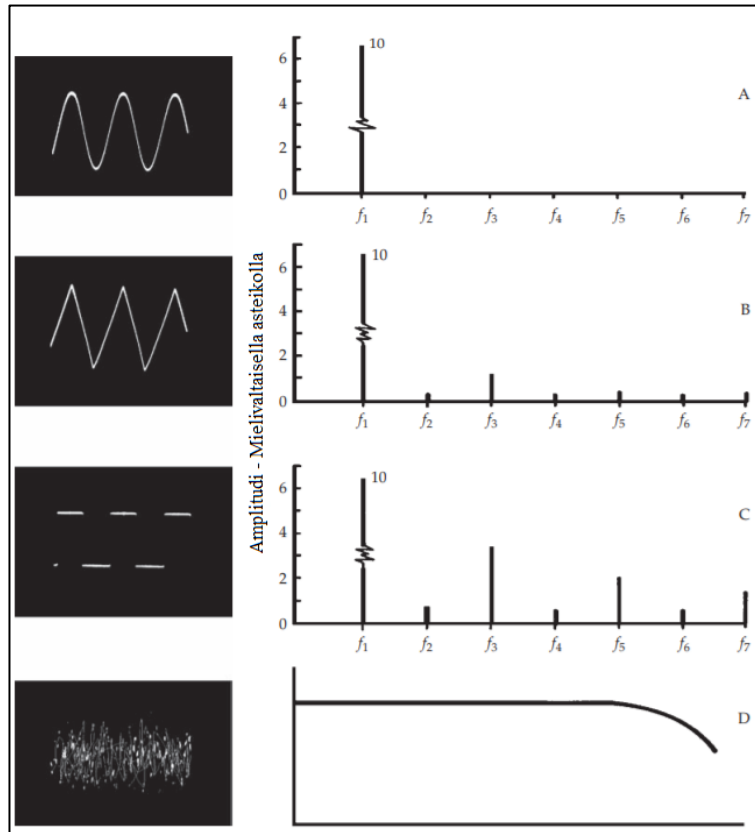 Amplitudi - Mielivaltaisella asteikolla
10
6
4
2
0
A
f₁ f₂ f₃ f₄ f₅ f₆ f₇
10
6
4
2
0
B
f₁ f₂ f₃ f₄ f₅ f₆ f₇
10
6
4
2
0
C
f₁ f₂ f₃ f₄ f₅ f₆ f₇
D